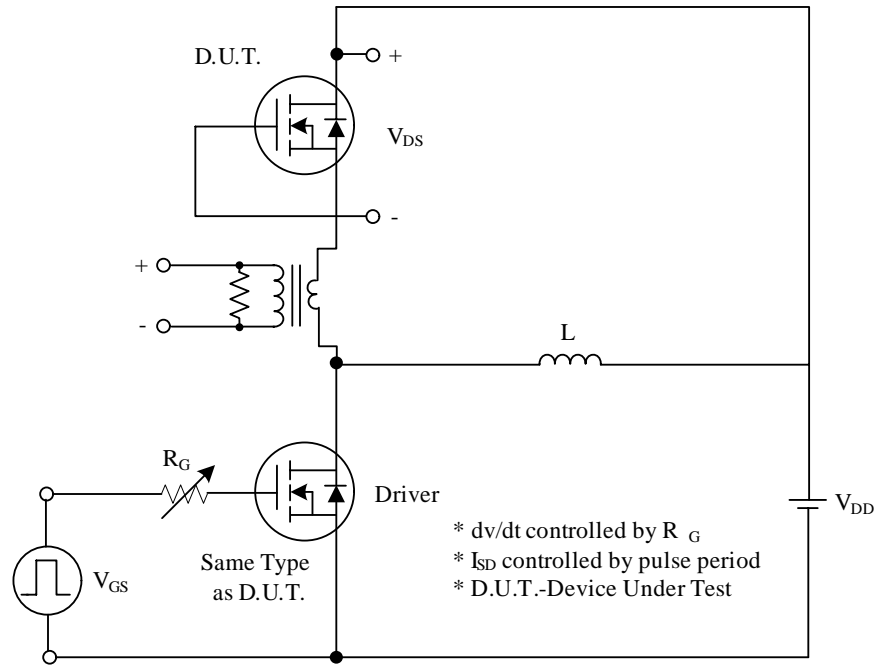 D.U.T.
+
VDS
-
+
-
L
RG
Driver
VDD
* dv/dt controlled by R G
* ISD controlled by pulse period
* D.U.T.-Device Under Test
Same Type
as D.U.T.
VGS